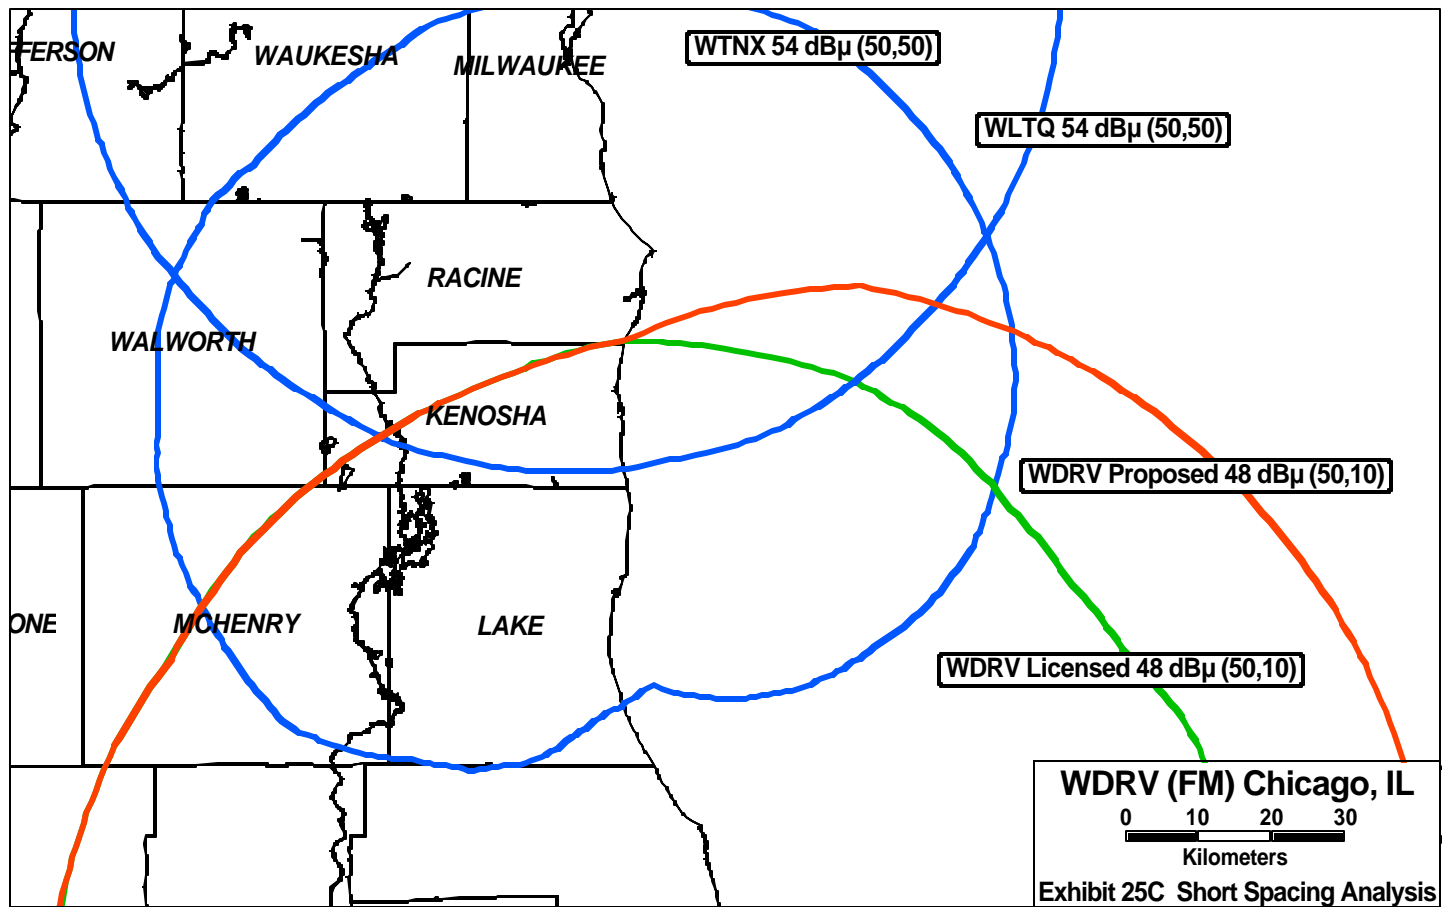 WTNX 54 dBµ (50,50)
FERSON
WAUKESHA
MILWAUKEE
WLTQ 54 dBµ (50,50)
RACINE
WALWORTH
KENOSHA
WDRV Proposed 48 dBµ (50,10)
ONE
MCHENRY
LAKE
WDRV Licensed 48 dBµ (50,10)
WDRV (FM) Chicago, IL
0 10 20 30
Kilometers
Exhibit 25C Short Spacing Analysis